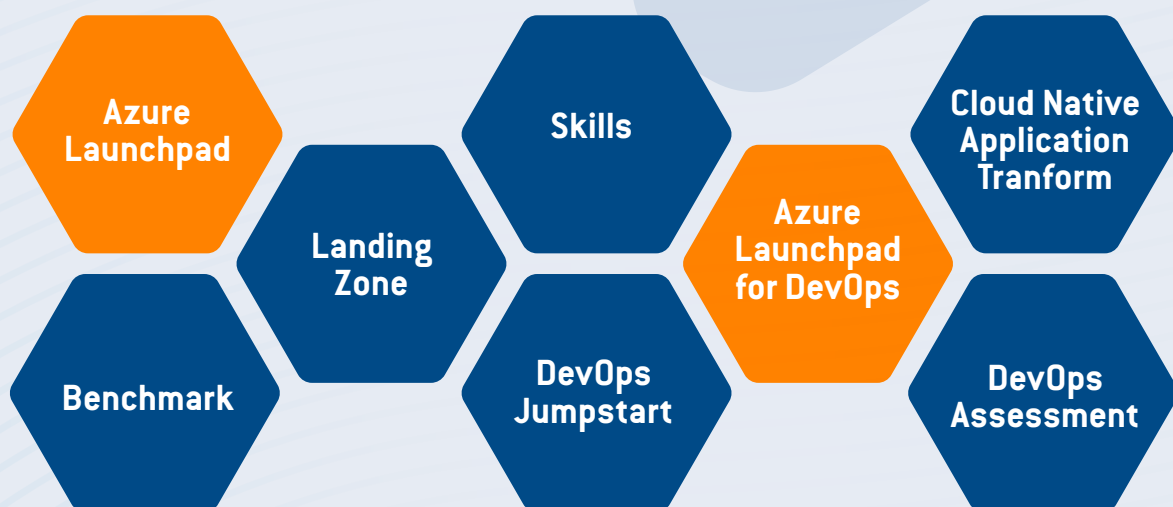 Azure
Launchpad
Skills
Cloud Native
Application
Tranform
Landing
Zone
Azure
Launchpad
for DevOps
Benchmark
DevOps
Jumpstart
DevOps
Assessment